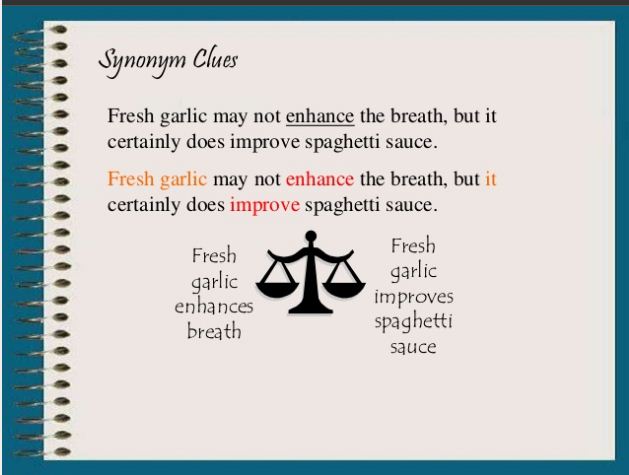 Synonym Clues
Fresh garlic may not enhance the breath, but it
certainly does improve spaghetti sauce.
Fresh garlic may not enhance the breath, but it
certainly does improve spaghetti sauce.
Fresh
garlic
enhances
breath
Fresh
garlic
improves
spaghetti
sauce